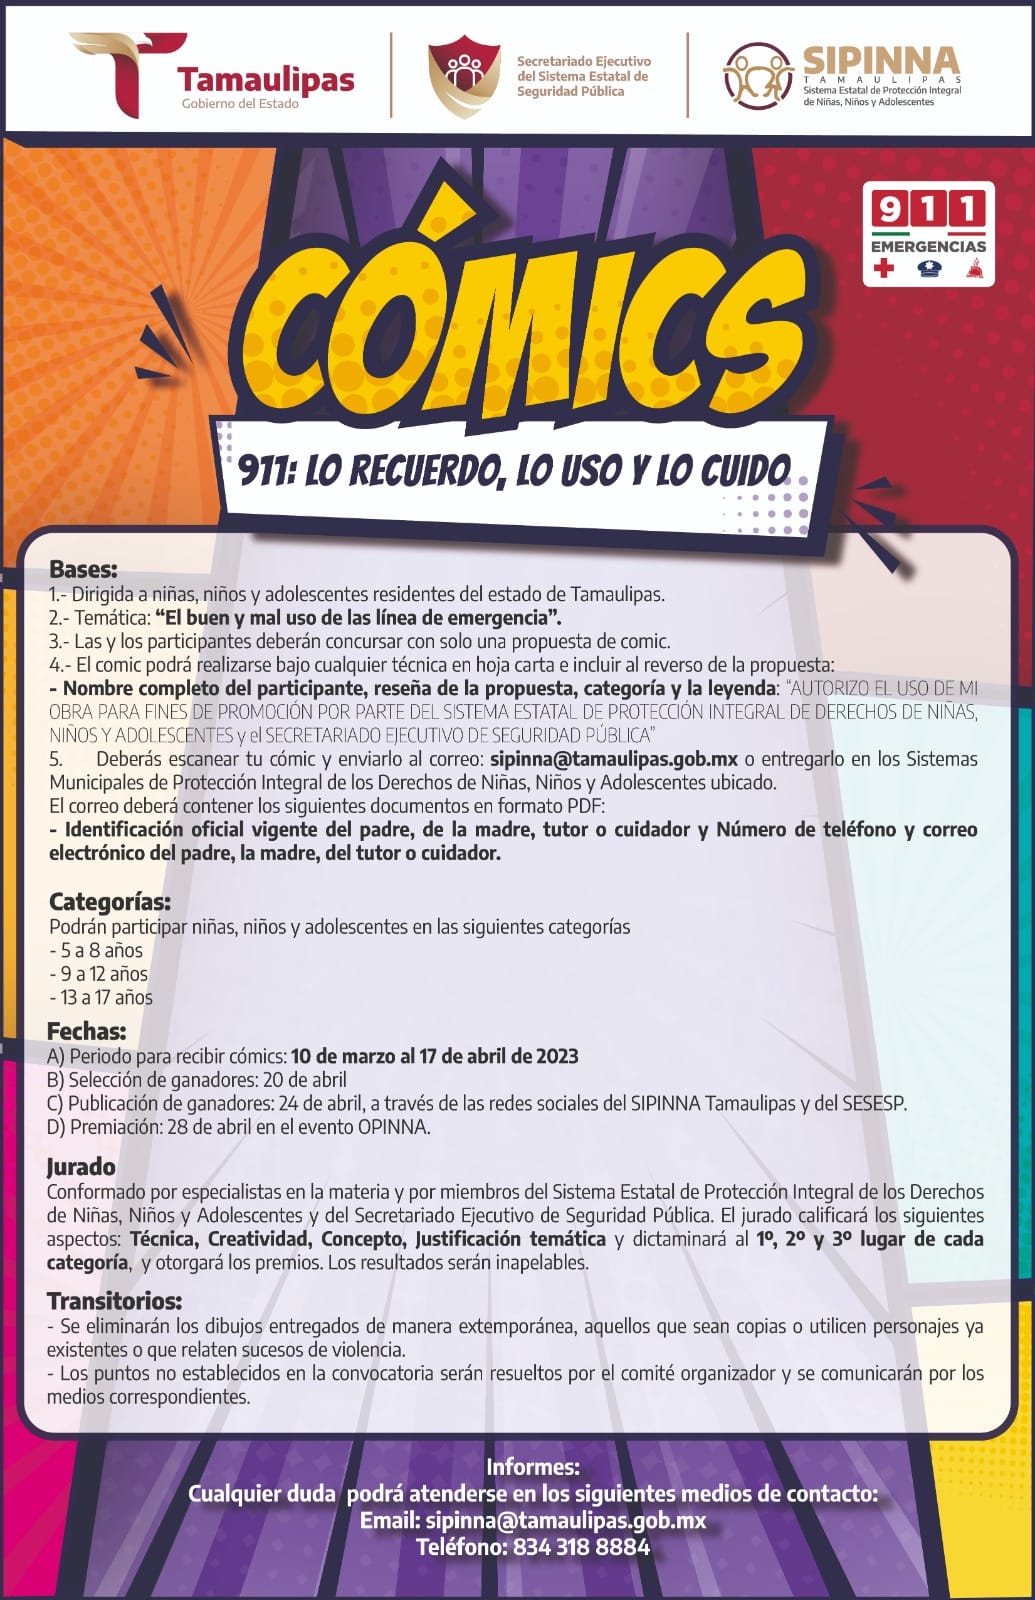 Tamaulipas
Gobierno del Estado
Secretariado Ejecutivo
del Sistema Estatal de
Seguridad Pública
SIPINNA
TAMAULIPAS
Sistema Estatal de Protección Integral
de Niñas, Niños y Adolescentes
911
EMERGENCIAS
CÓMICS
911: LO RECUERDO, LO USO Y LO CUIDO
Bases:
1.- Dirigida a niñas, niños y adolescentes residentes del estado de Tamaulipas.
2.- Temática: “El buen y mal uso de las línea de emergencia”.
3.- Las y los participantes deberán concursar con solo una propuesta de comic.
4.- El comic podrá realizarse bajo cualquier técnica en hoja carta e incluir al reverso de la propuesta:
- Nombre completo del participante, reseña de la propuesta, categoría y la leyenda: “AUTORIZO EL USO DE MI
OBRA PARA FINES DE PROMOCIÓN POR PARTE DEL SISTEMA ESTATAL DE PROTECCIÓN INTEGRAL DE DERECHOS DE NIÑAS,
NIÑOS Y ADOLESCENTES y el SECRETARIADO EJECUTIVO DE SEGURIDAD PÚBLICA”
5. Deberás escanear tu cómic y enviarlo al correo: sipinna@tamaulipas.gob.mx o entregarlo en los Sistemas
Municipales de Protección Integral de los Derechos de Niñas, Niños y Adolescentes ubicado.
El correo deberá contener los siguientes documentos en formato PDF:
- Identificación oficial vigente del padre, de la madre, tutor o cuidador y Número de teléfono y correo
electrónico del padre, la madre, del tutor o cuidador.
Categorías:
Podrán participar niñas, niños y adolescentes en las siguientes categorías
- 5 a 8 años
- 9 a 12 años
- 13 a 17 años
Fechas:
A) Periodo para recibir cómics: 10 de marzo al 17 de abril de 2023
B) Selección de ganadores: 20 de abril
C) Publicación de ganadores: 24 de abril, a través de las redes sociales del SIPINNA Tamaulipas y del SESESP.
D) Premiación: 28 de abril en el evento OPINNA.
Jurado
Conformado por especialistas en la materia y por miembros del Sistema Estatal de Protección Integral de los Derechos
de Niñas, Niños y Adolescentes y del Secretariado Ejecutivo de Seguridad Pública. El jurado calificará los siguientes
aspectos: Técnica, Creatividad, Concepto, Justificación temática y dictaminará al 1º, 2º y 3º lugar de cada
categoría, y otorgará los premios. Los resultados serán inapelables.
Transitorios:
- Se eliminarán los dibujos entregados de manera extemporánea, aquellos que sean copias o utilicen personajes ya
existentes o que relaten sucesos de violencia.
- Los puntos no establecidos en la convocatoria serán resueltos por el comité organizador y se comunicarán por los
medios correspondientes.
Informes:
Cualquier duda podrá atenderse en los siguientes medios de contacto:
Email: sipinna@tamaulipas.gob.mx
Teléfono: 834 318 8884